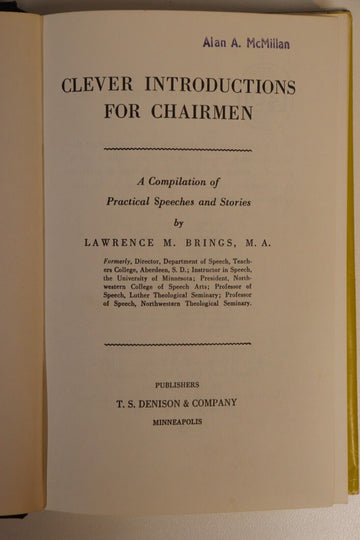 Alan A. McMillan
CLEVER INTRODUCTIONS
FOR CHAIRMEN
A Compilation of
Practical Speeches and Stories
by
LAWRENCE M. BRINGS, M. A.
Formerly, Director, Department of Speech, Teach-
ers College, Aberdeen, S. D.; Instructor in Speech,
the University of Minnesota; President, North-
western College of Speech Arts; Professor of
Speech, Luther Theological Seminary; Professor
of Speech, Northwestern Theological Seminary.
PUBLISHERS
T. S. DENISON & COMPANY
MINNEAPOLIS